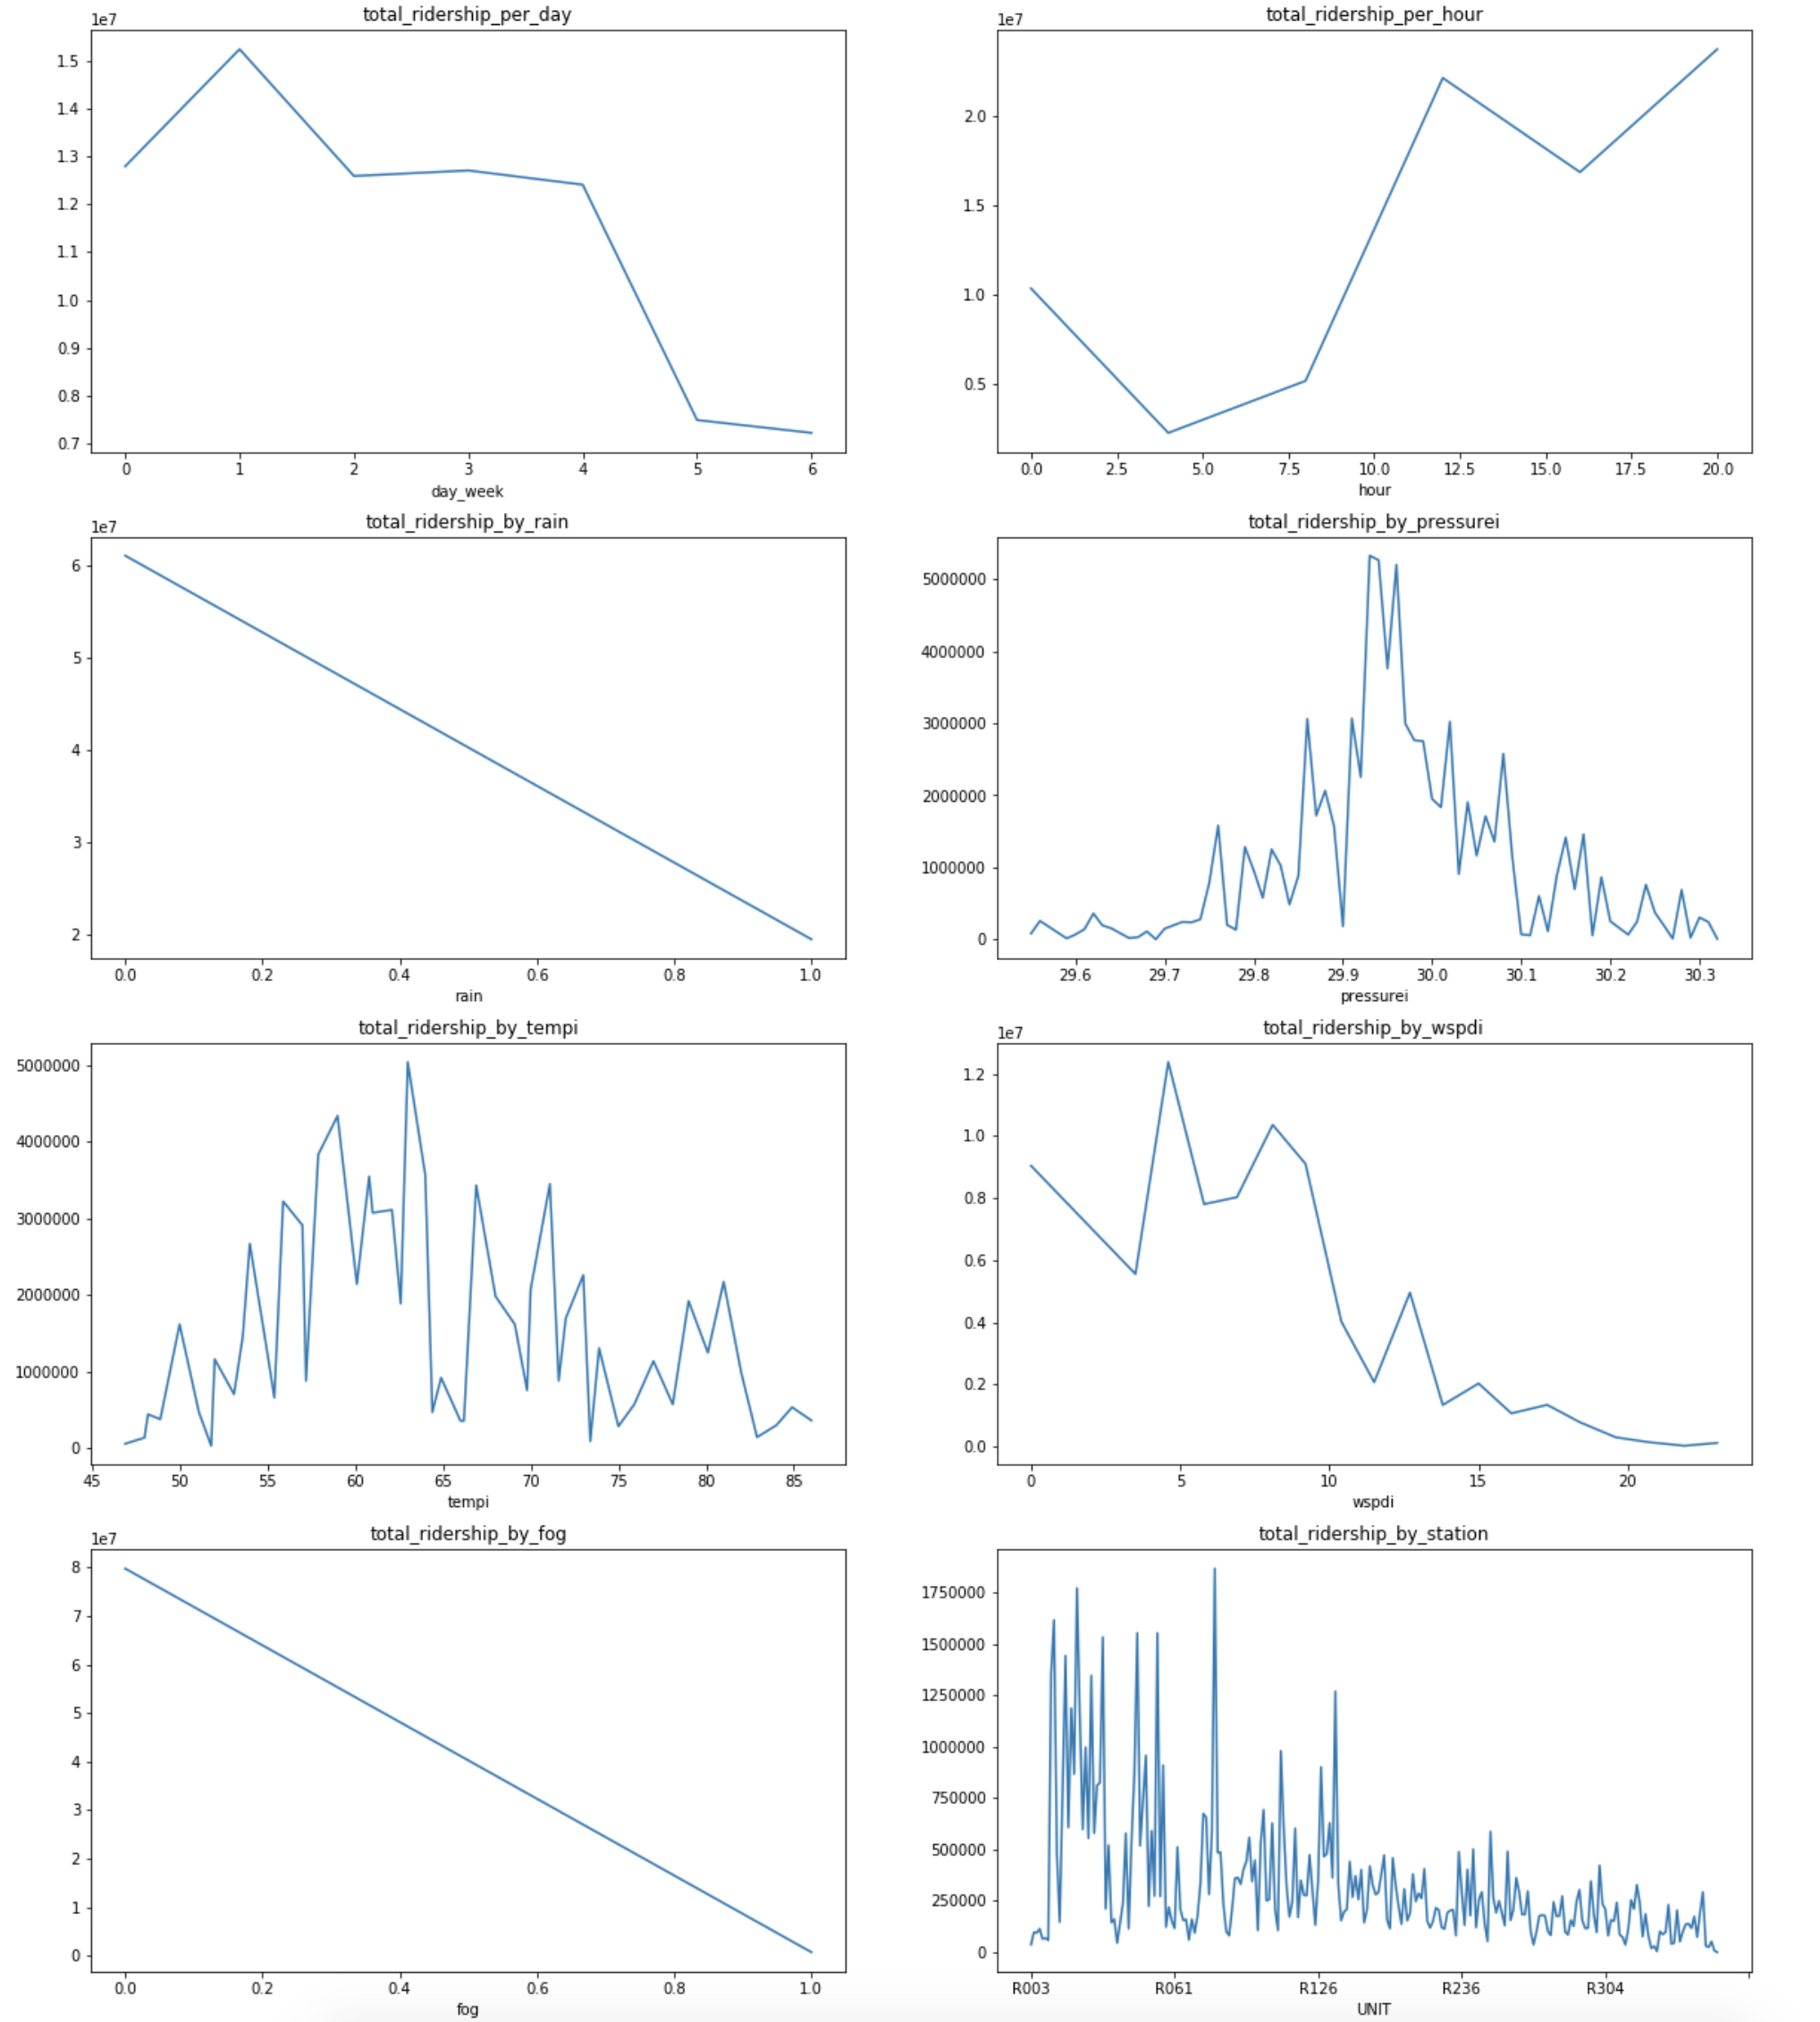 total_ridership_per_day
1e7
1.5
1.4
1.3
1.2
1.1
1.0
0.9
0.8
0.7
0 1 2 3 4 5 6
day_week
total_ridership_per_hour
1e7
2.0
1.5
1.0
0.5
0.0 2.5 5.0 7.5 10.0 12.5 15.0 17.5 20.0
hour
total_ridership_by_rain
1e7
6
5
4
3
2
0.0 0.2 0.4 0.6 0.8 1.0
rain
total_ridership_by_pressurei
5000000
4000000
3000000
2000000
1000000
0
29.6 29.7 29.8 29.9 30.0 30.1 30.2 30.3
pressurei
total_ridership_by_tempi
5000000
4000000
3000000
2000000
1000000
0
45 50 55 60 65 70 75 80 85
tempi
total_ridership_by_wspdi
1e7
1.2
1.0
0.8
0.6
0.4
0.2
0.0
0 5 10 15 20
wspdi
total_ridership_by_fog
1e7
8
7
6
5
4
3
2
1
0
0.0 0.2 0.4 0.6 0.8 1.0
fog
total_ridership_by_station
1750000
1500000
1250000
1000000
750000
500000
250000
0
R003 R061 R126 R236 R304
UNIT